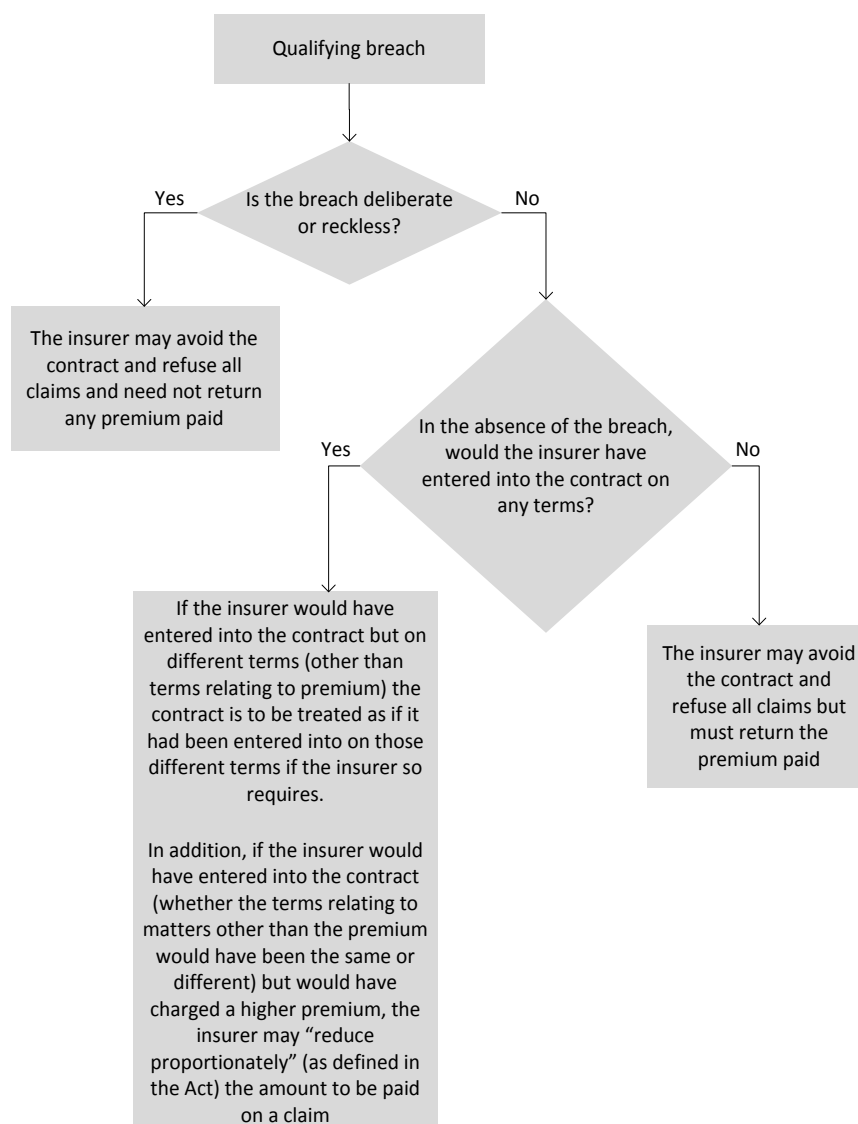 Qualifying breach
Yes
Is the breach deliberate
or reckless?
No
The insurer may avoid the
contract and refuse all
claims and need not return
any premium paid
Yes
In the absence of the breach,
would the insurer have
entered into the contract on
any terms?
No
If the insurer would have
entered into the contract but on
different terms (other than
terms relating to premium) the
contract is to be treated as if it
had been entered into on those
different terms if the insurer so
requires.
In addition, if the insurer would
have entered into the contract
(whether the terms relating to
matters other than the premium
would have been the same or
different) but would have
charged a higher premium, the
insurer may “reduce
proportionately” (as defined in
the Act) the amount to be paid
on a claim
The insurer may avoid
the contract and
refuse all claims but
must return the
premium paid